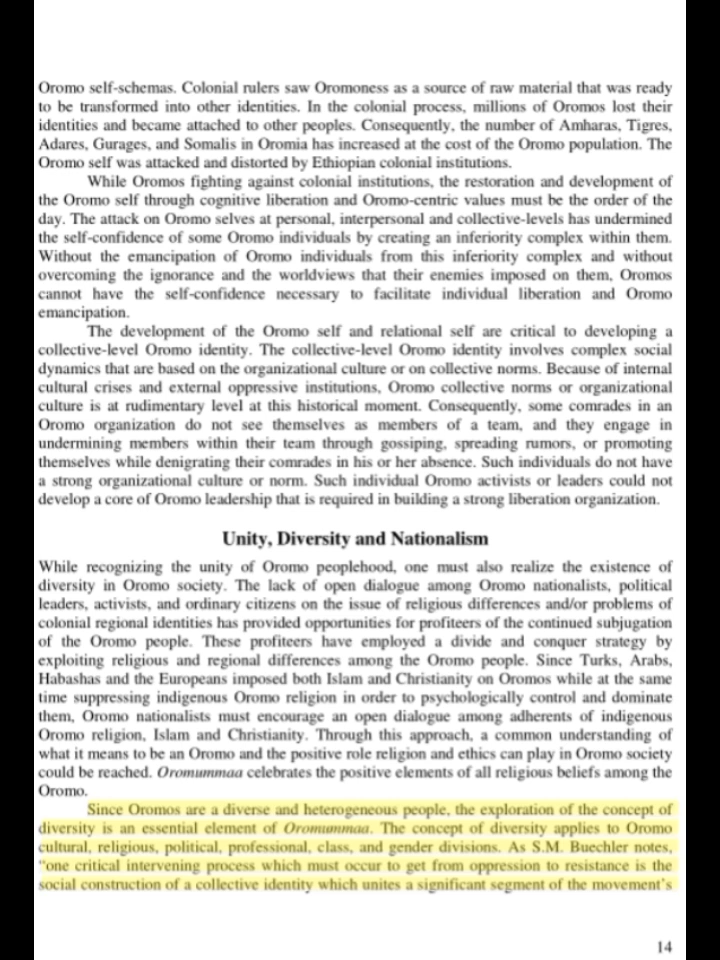 Oromo self-schemas. Colonial rulers saw Oromoness as a source of raw material that was ready
to be transformed into other identities. In the colonial process, millions of Oromos lost their
identities and became attached to other peoples. Consequently, the number of Amharas, Tigres,
Adares, Gurages, and Somalis in Oromia has increased at the cost of the Oromo population. The
Oromo self was attacked and distorted by Ethiopian colonial institutions.
While Oromos fighting against colonial institutions, the restoration and development of
the Oromo self through cognitive liberation and Oromo-centric values must be the order of the
day. The attack on Oromo selves at personal, interpersonal and collective-levels has undermined
the self-confidence of some Oromo individuals by creating an inferiority complex within them.
Without the emancipation of Oromo individuals from this inferiority complex and without
overcoming the ignorance and the worldviews that their enemies imposed on them, Oromos
cannot have the self-confidence necessary to facilitate individual liberation and Oromo
emancipation.
The development of the Oromo self and relational self are critical to developing a
collective-level Oromo identity. The collective-level Oromo identity involves complex social
dynamics that are based on the organizational culture or on collective norms. Because of internal
cultural crises and external oppressive institutions, Oromo collective norms or organizational
culture is at rudimentary level at this historical moment. Consequently, some comrades in an
Oromo organization do not see themselves as members of a team, and they engage in
undermining members within their team through gossiping, spreading rumors, or promoting
themselves while denigrating their comrades in his or her absence. Such individuals do not have
a strong organizational culture or norm. Such individual Oromo activists or leaders could not
develop a core of Oromo leadership that is required in building a strong liberation organization.
Unity, Diversity and Nationalism
While recognizing the unity of Oromo peoplehood, one must also realize the existence of
diversity in Oromo society. The lack of open dialogue among Oromo nationalists, political
leaders, activists, and ordinary citizens on the issue of religious differences and/or problems of
colonial regional identities has provided opportunities for profiteers of the continued subjugation
of the Oromo people. These profiteers have employed a divide and conquer strategy by
exploiting religious and regional differences among the Oromo people. Since Turks, Arabs,
Habashas and the Europeans imposed both Islam and Christianity on Oromos while at the same
time suppressing indigenous Oromo religion in order to psychologically control and dominate
them, Oromo nationalists must encourage an open dialogue among adherents of indigenous
Oromo religion, Islam and Christianity. Through this approach, a common understanding of
what it means to be an Oromo and the positive role religion and ethics can play in Oromo society
could be reached. Oromummaa celebrates the positive elements of all religious beliefs among the
Oromo.
Since Oromos are a diverse and heterogeneous people, the exploration of the concept of
diversity is an essential element of Oromummaa. The concept of diversity applies to Oromo
cultural, religious, political, professional, class, and gender divisions. As S.M. Buechler notes,
"one critical intervening process which must occur to get from oppression to resistance is the
social construction of a collective identity which unites a significant segment of the movement's
14